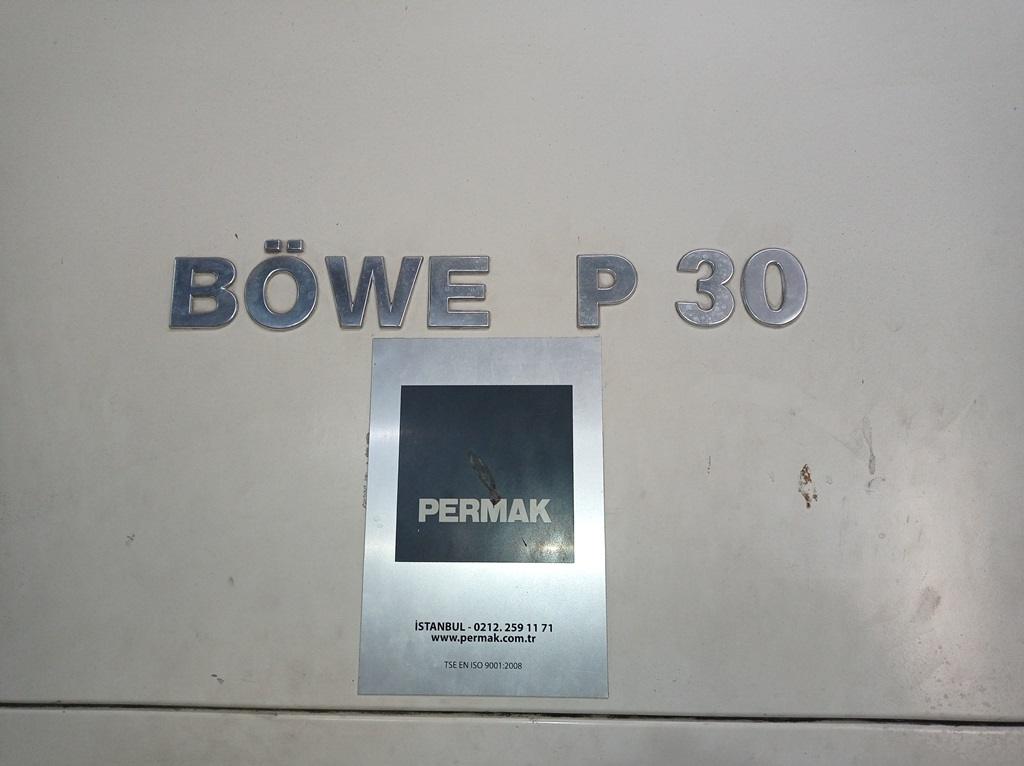 BÖWE P 30
PERMAK
İSTANBUL - 0212. 259 11 71
www.permak.com.tr
TSE EN ISO 9001:2008